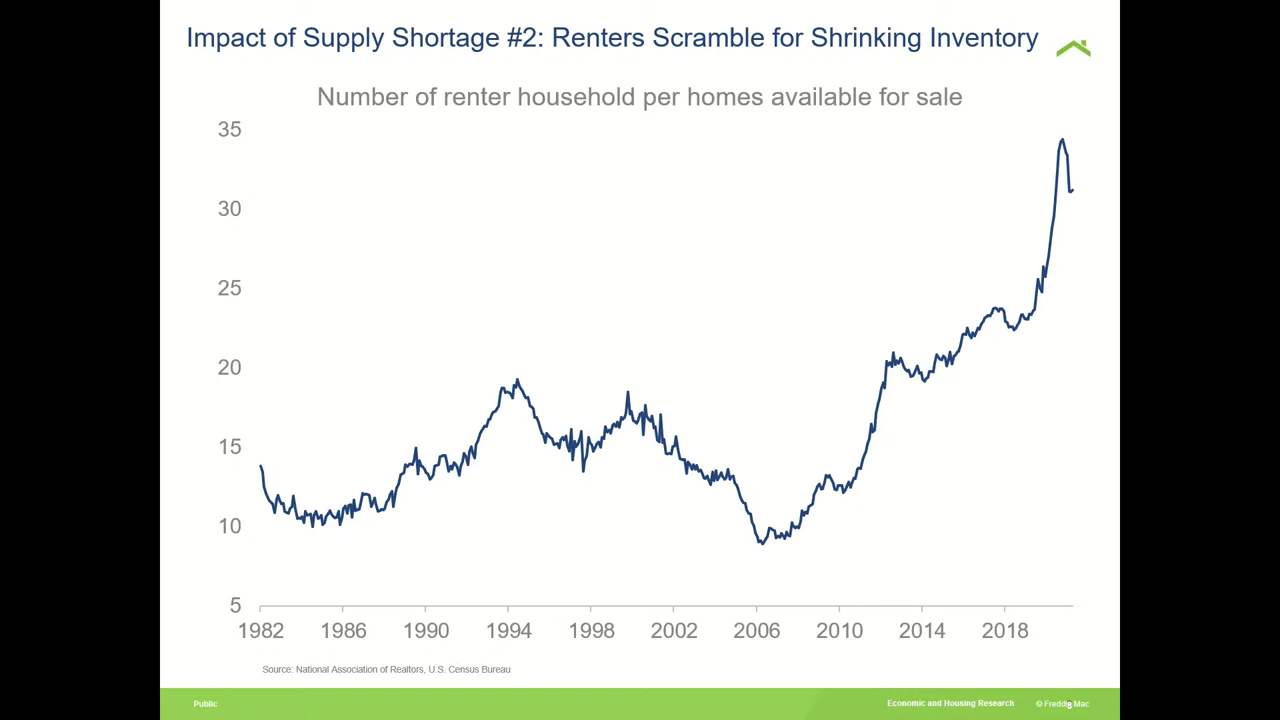 Impact of Supply Shortage #2: Renters Scramble for Shrinking Inventory
Number of renter household per homes available for sale
35
30
25
20
15
10
5
1982 1986 1990 1994 1998 2002 2006 2010 2014 2018
Source: National Association of Realtors, U.S. Census Bureau
Public Economic and Housing Research © Freddie Mac
8